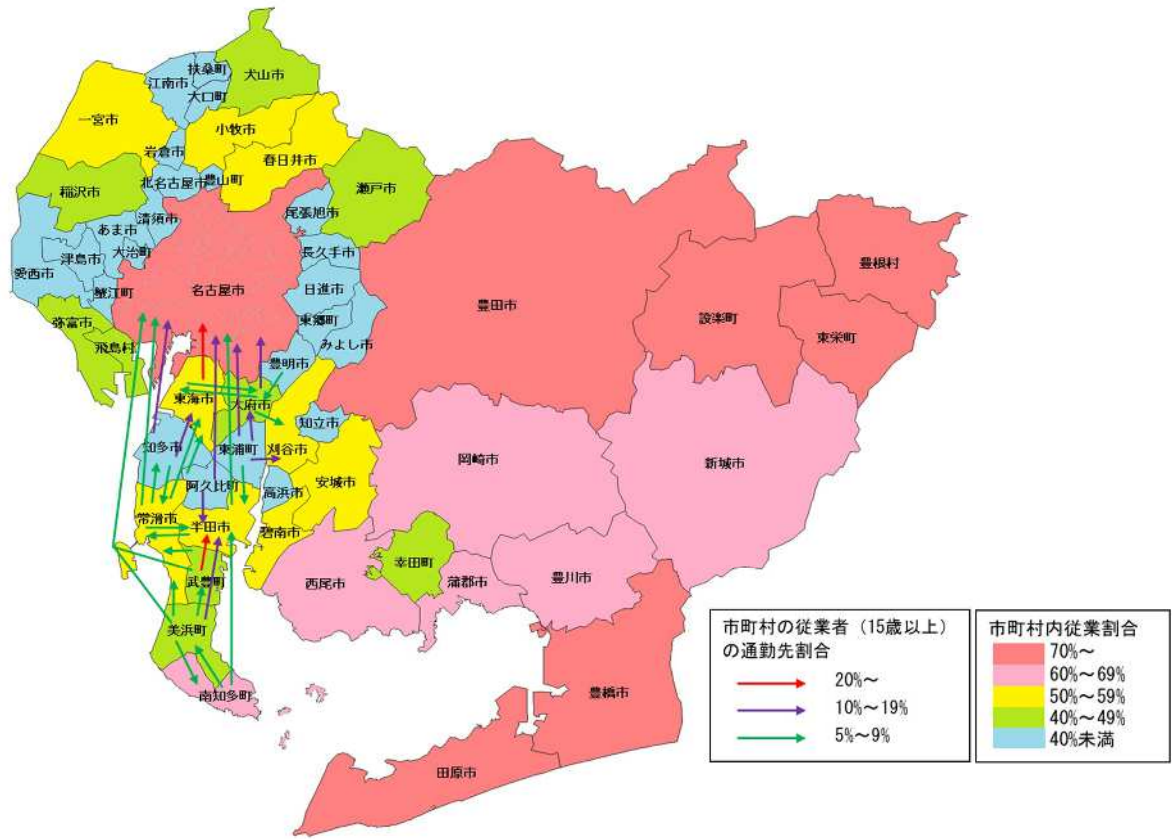 扶桑町
犬山市
江南市
大口町
一宮市
小牧市
岩倉市
春日井市
稲沢市
北名古屋市
豊山町
瀬戸市
清須市
尾張旭市
あま市
大治町
津島市
愛西市
蟹江町
名古屋市
長久手市
日進市
東郷町
みよし市
豊田市
設楽町
豊根村
東栄町
弥富市
飛島村
豊明市
東海市
大府市
知立市
知多市
東浦町
刈谷市
岡崎市
新城市
阿久比町
高浜市
安城市
常滑市
半田市
碧南市
武豊町
幸田町
西尾市
蒲郡市
豊川市
美浜町
南知多町
豊橋市
田原市
市町村の従業者（15歳以上）
の通勤先割合
20%～
10%～19%
5%～9%
市町村内従業割合
70%～
60%～69%
50%～59%
40%～49%
40%未満